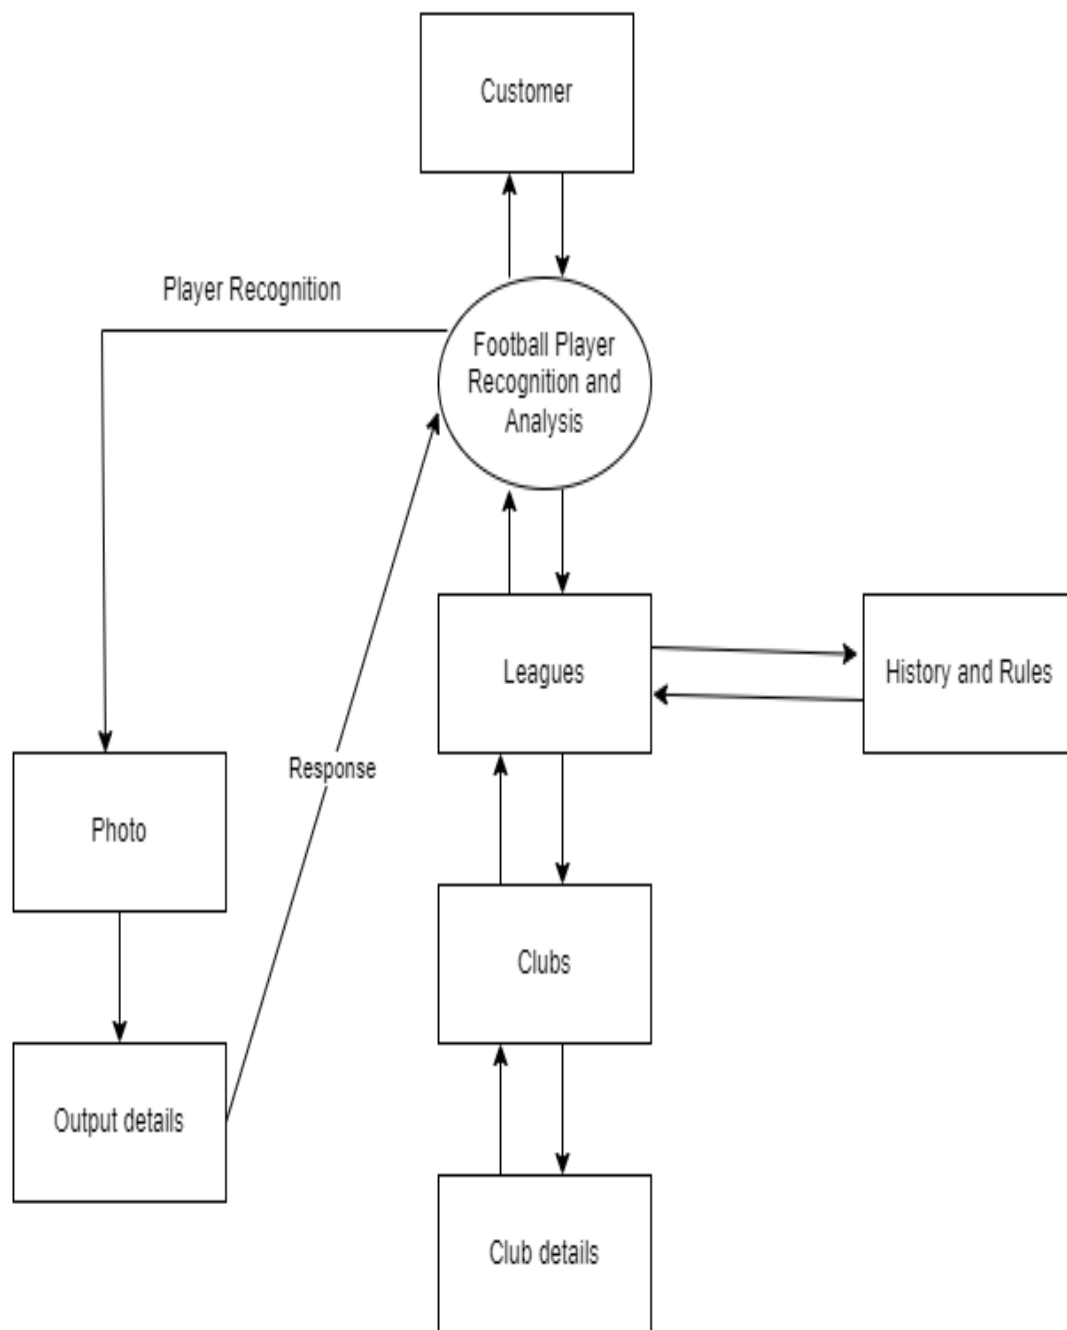 Customer
Player Recognition
Football Player
Recognition and
Analysis
Leagues
History and Rules
Response
Photo
Clubs
Output details
Club details